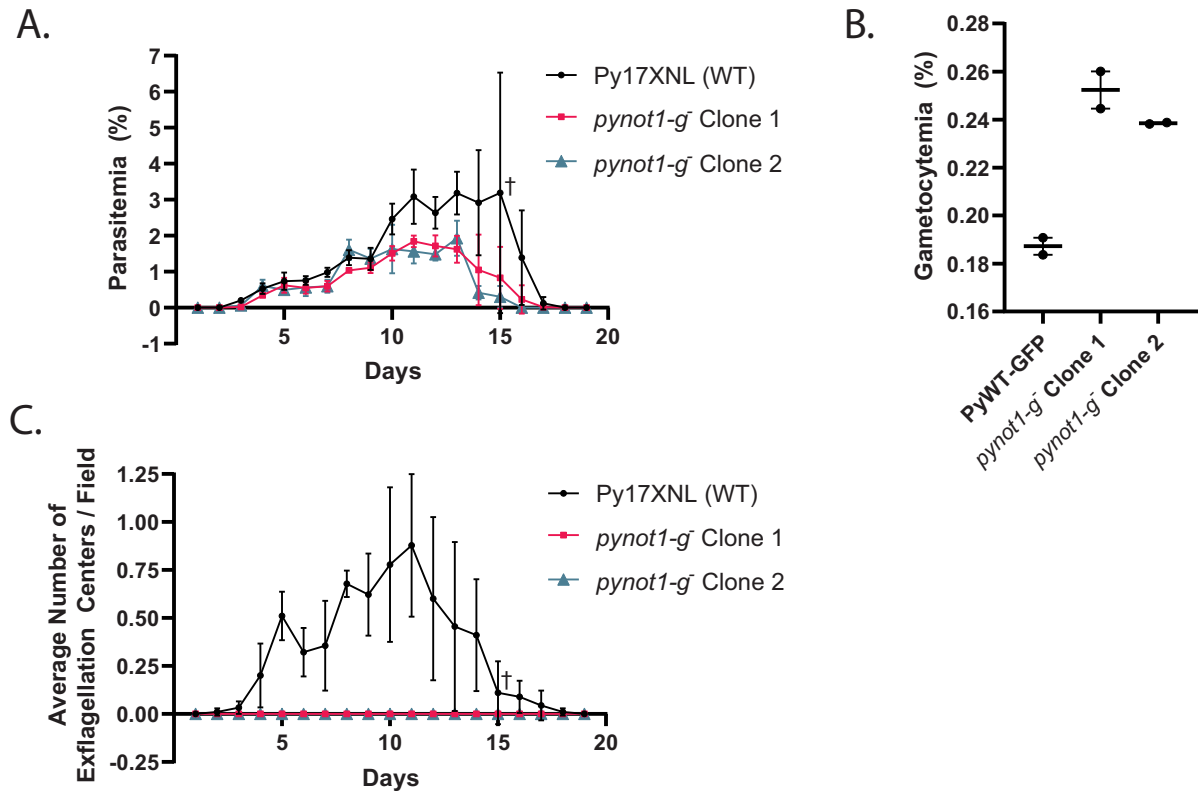 A.
7
6
5
4
3
2
1
0
-1
Parasitemia (%)
5 10 15 20
Days
†
Py17XNL (WT)
pynot1-g⁻ Clone 1
pynot1-g⁻ Clone 2
B.
0.28
0.26
0.24
0.22
0.20
0.18
0.16
Gametocytemia (%)
PyWT-GFP
pynot1-g⁻ Clone 1
pynot1-g⁻ Clone 2
C.
1.25
1.00
0.75
0.50
0.25
0.00
-0.25
Average Number of
Exflagellation Centers / Field
5 10 15 20
Days
†
Py17XNL (WT)
pynot1-g⁻ Clone 1
pynot1-g⁻ Clone 2